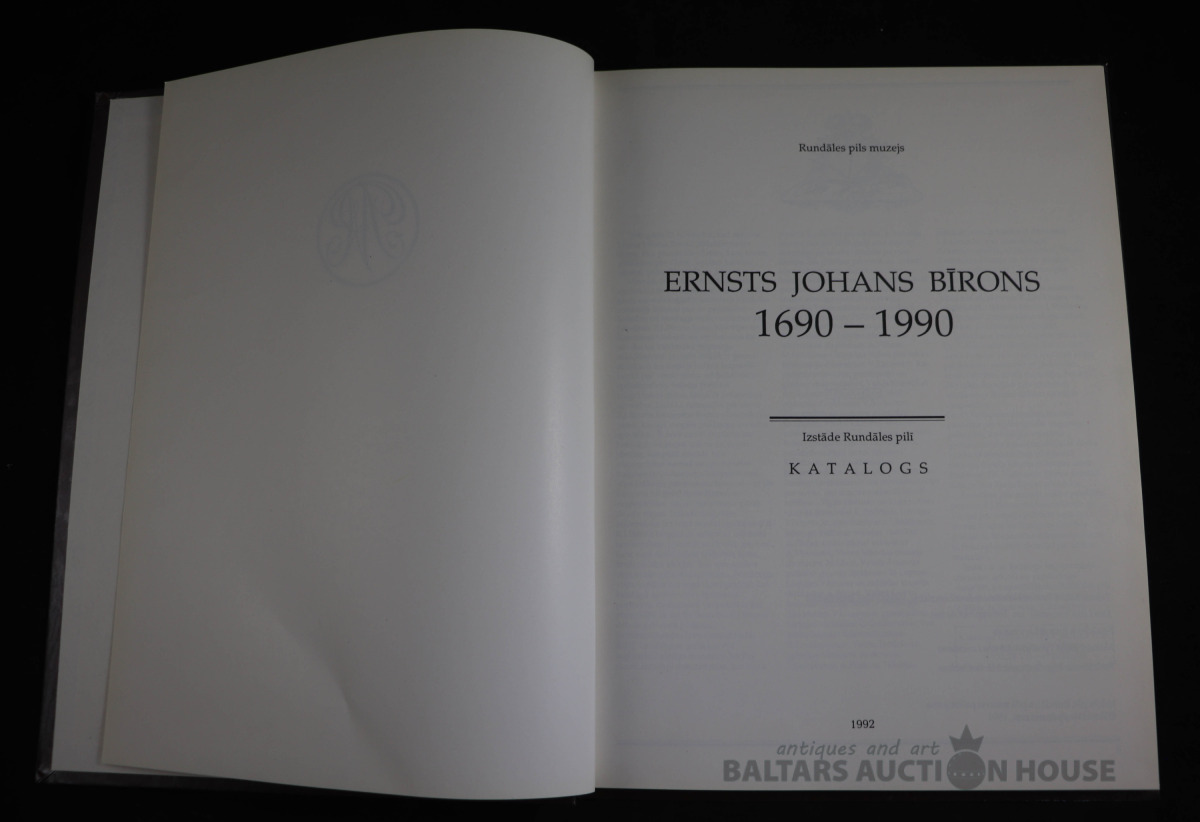 Rundāles pils muzejs
ERNSTS JOHANS BĪRONS
1690 – 1990
Izstāde Rundāles pilī
KATALOGS
1992
antiques and art
BALTARS AUCTION HOUSE